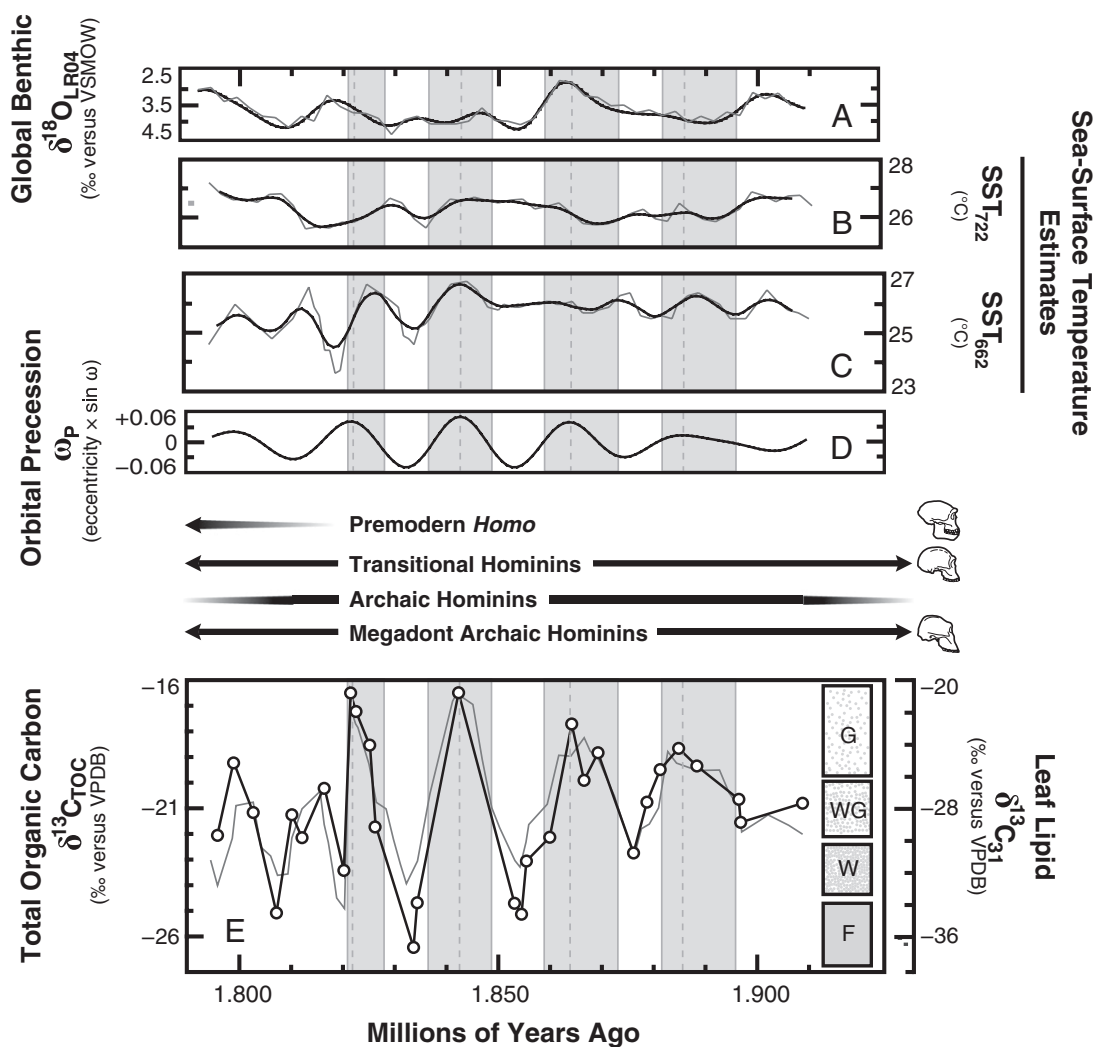 Global Benthic
δ18OLR04
(‰ versus VSMOW)
2.5
3.5
4.5
A
28
26
B
SST722
(°C)
27
25
23
C
SST662
(°C)
Sea-Surface Temperature
Estimates
Orbital Precession
ωP
(eccentricity × sin ω)
+0.06
0
−0.06
D
Premodern Homo
Transitional Hominins
Archaic Hominins
Megadont Archaic Hominins
Total Organic Carbon
δ13CTOC
(‰ versus VPDB)
−16
−21
−26
E
G
WG
W
F
−20
−28
−36
Leaf Lipid
δ13C31
(‰ versus VPDB)
1.800
1.850
1.900
Millions of Years Ago